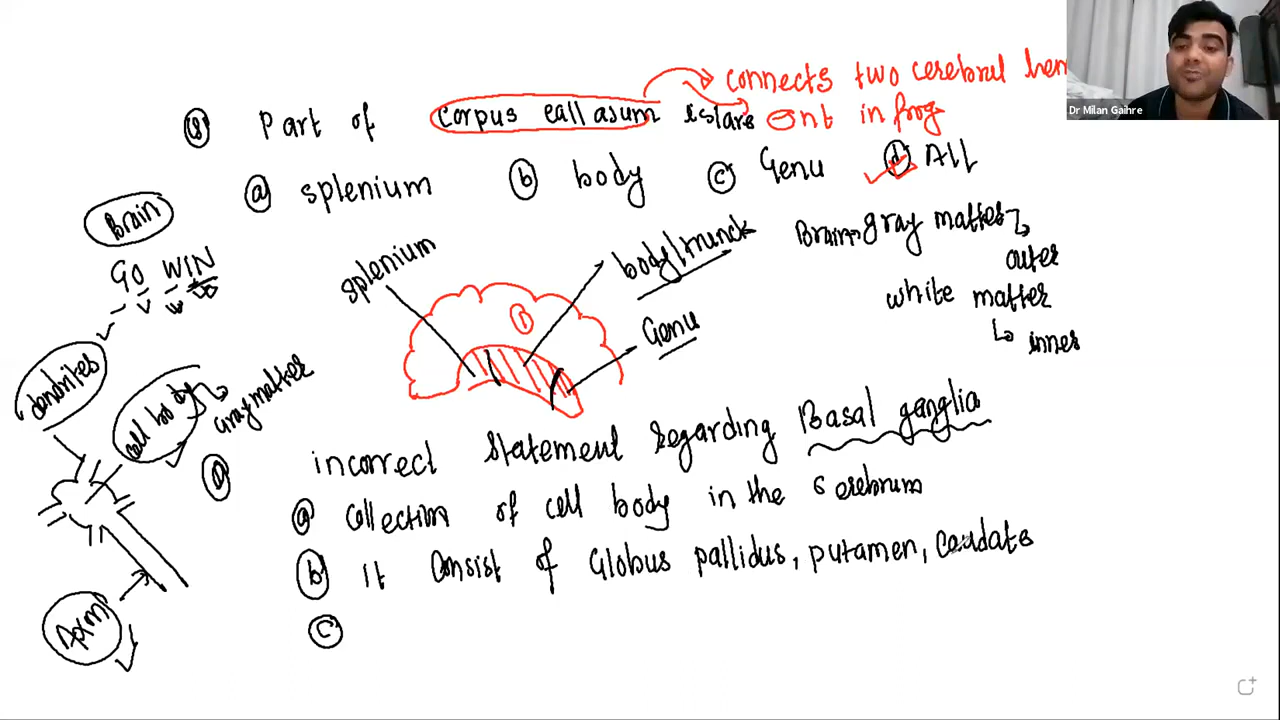 connects two cerebral hem
Dr Milan Gaihre
Q Part of corpus callasum is/are
nt in frog
a splenium b body c Genu d All
Brain
GO WIN
splenium
body/trunck
Genu
Brain gray matter
outer
white matter
inner
dendrites
cell body
Gray matter
Q incorrect statement Regarding Basal ganglia
a collection of cell body in the cerebrum
b It consist of Globus pallidus, putamen, caudate
c
Axon